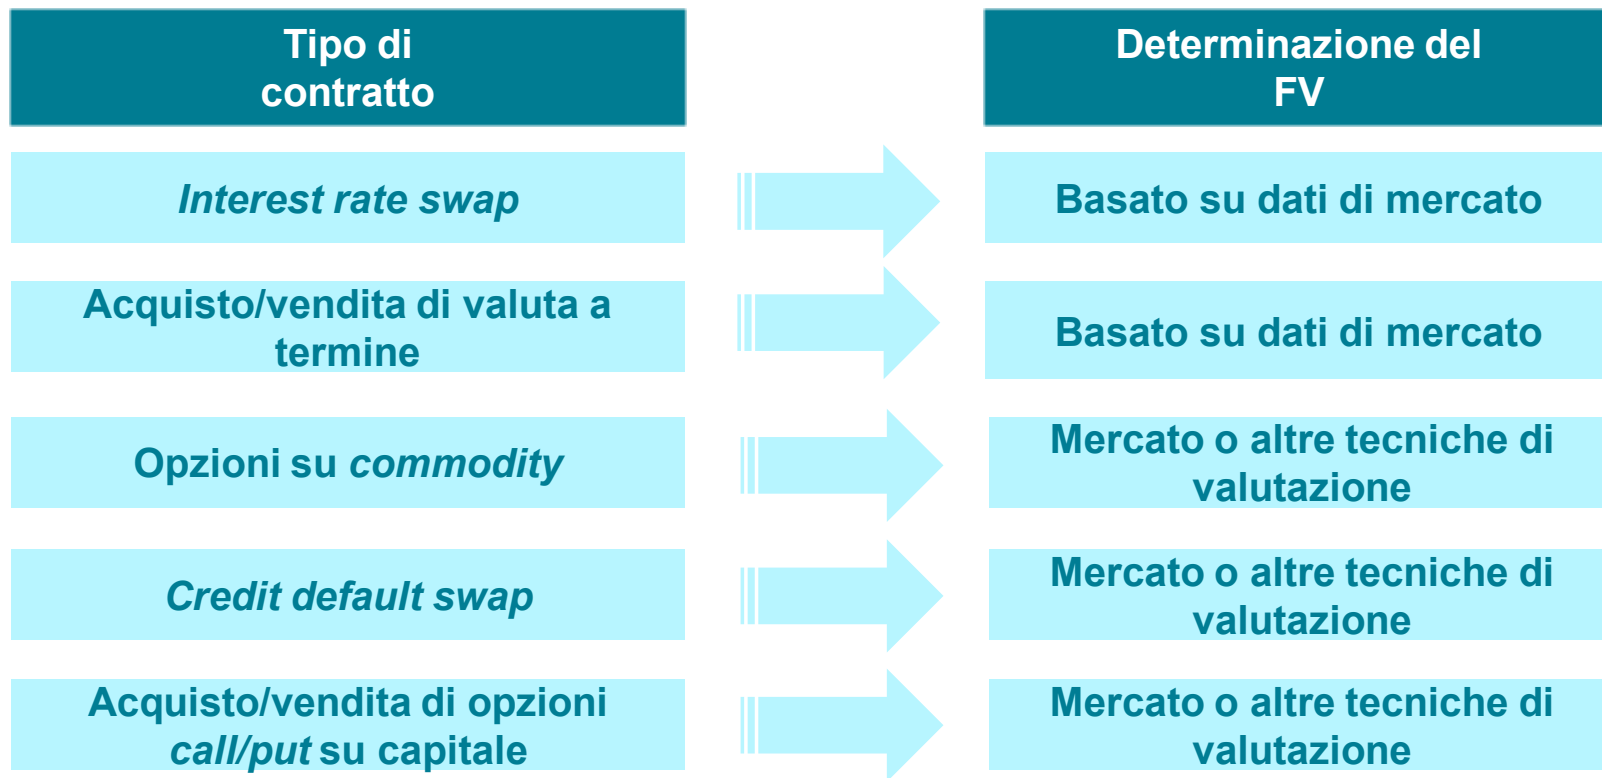 Tipo di
contratto
Determinazione del
FV
Interest rate swap
Basato su dati di mercato
Acquisto/vendita di valuta a
termine
Basato su dati di mercato
Opzioni su commodity
Mercato o altre tecniche di
valutazione
Credit default swap
Mercato o altre tecniche di
valutazione
Acquisto/vendita di opzioni
call/put su capitale
Mercato o altre tecniche di
valutazione